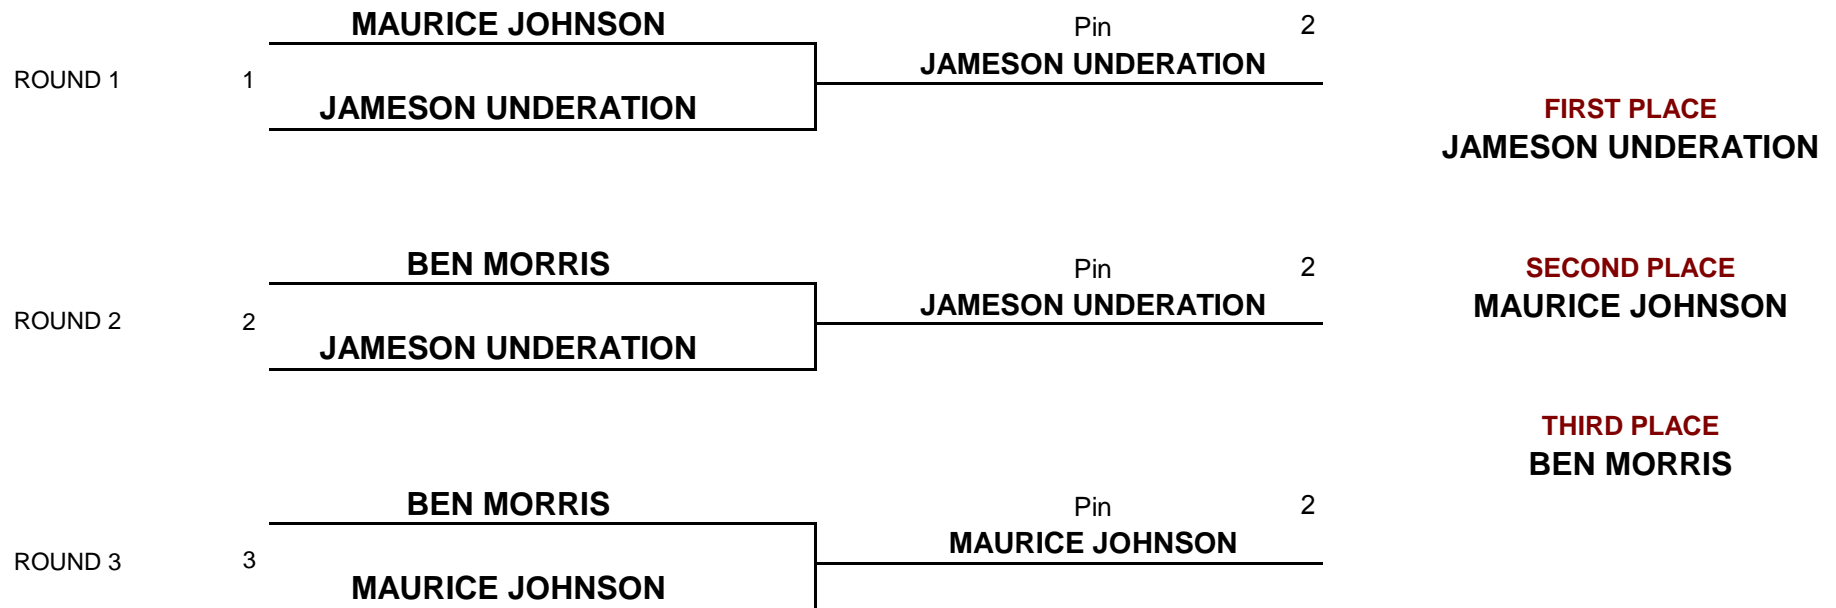 MAURICE JOHNSON
Pin 2
JAMESON UNDERATION
ROUND 1 1
JAMESON UNDERATION
FIRST PLACE
JAMESON UNDERATION
BEN MORRIS
Pin 2
SECOND PLACE
JAMESON UNDERATION
MAURICE JOHNSON
ROUND 2 2
JAMESON UNDERATION
THIRD PLACE
BEN MORRIS
BEN MORRIS
Pin 2
MAURICE JOHNSON
ROUND 3 3
MAURICE JOHNSON